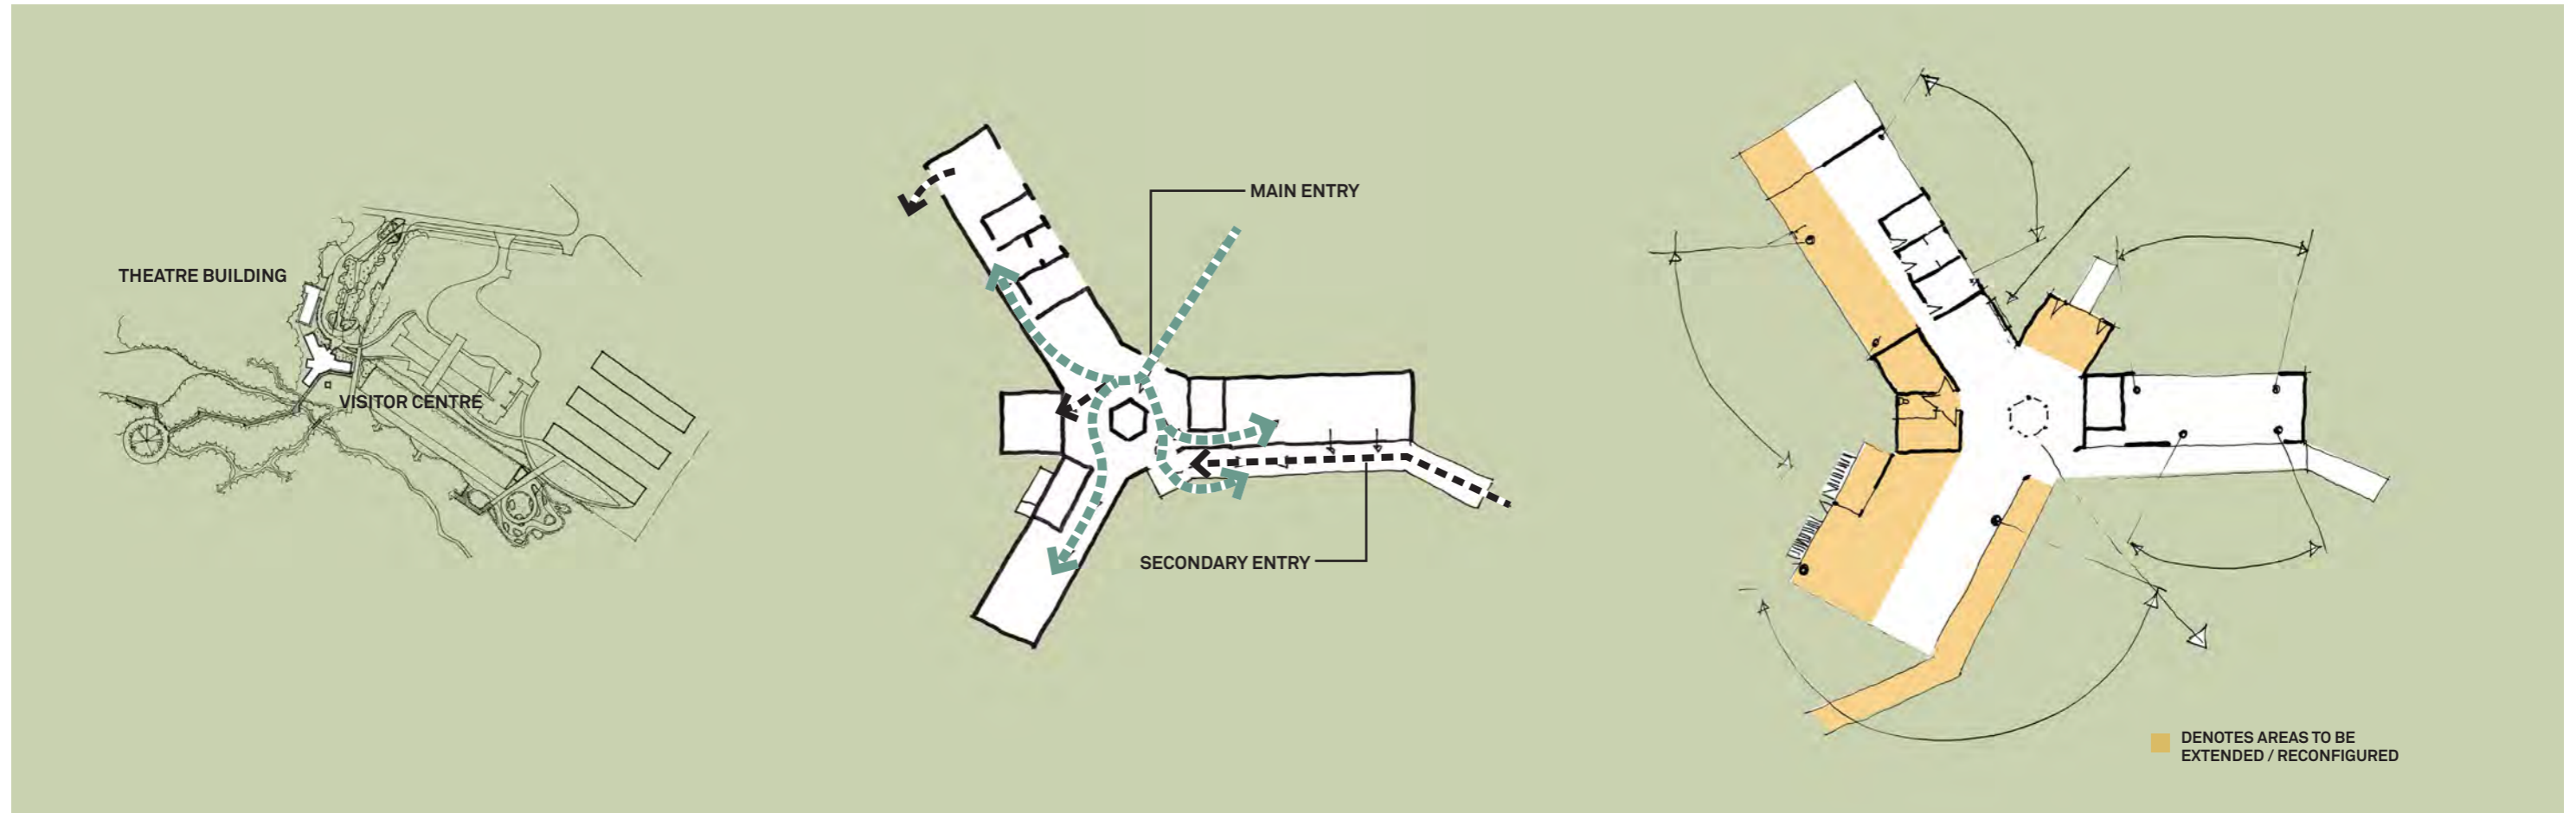 THEATRE BUILDING
VISITOR CENTRE
MAIN ENTRY
SECONDARY ENTRY
DENOTES AREAS TO BE
EXTENDED / RECONFIGURED